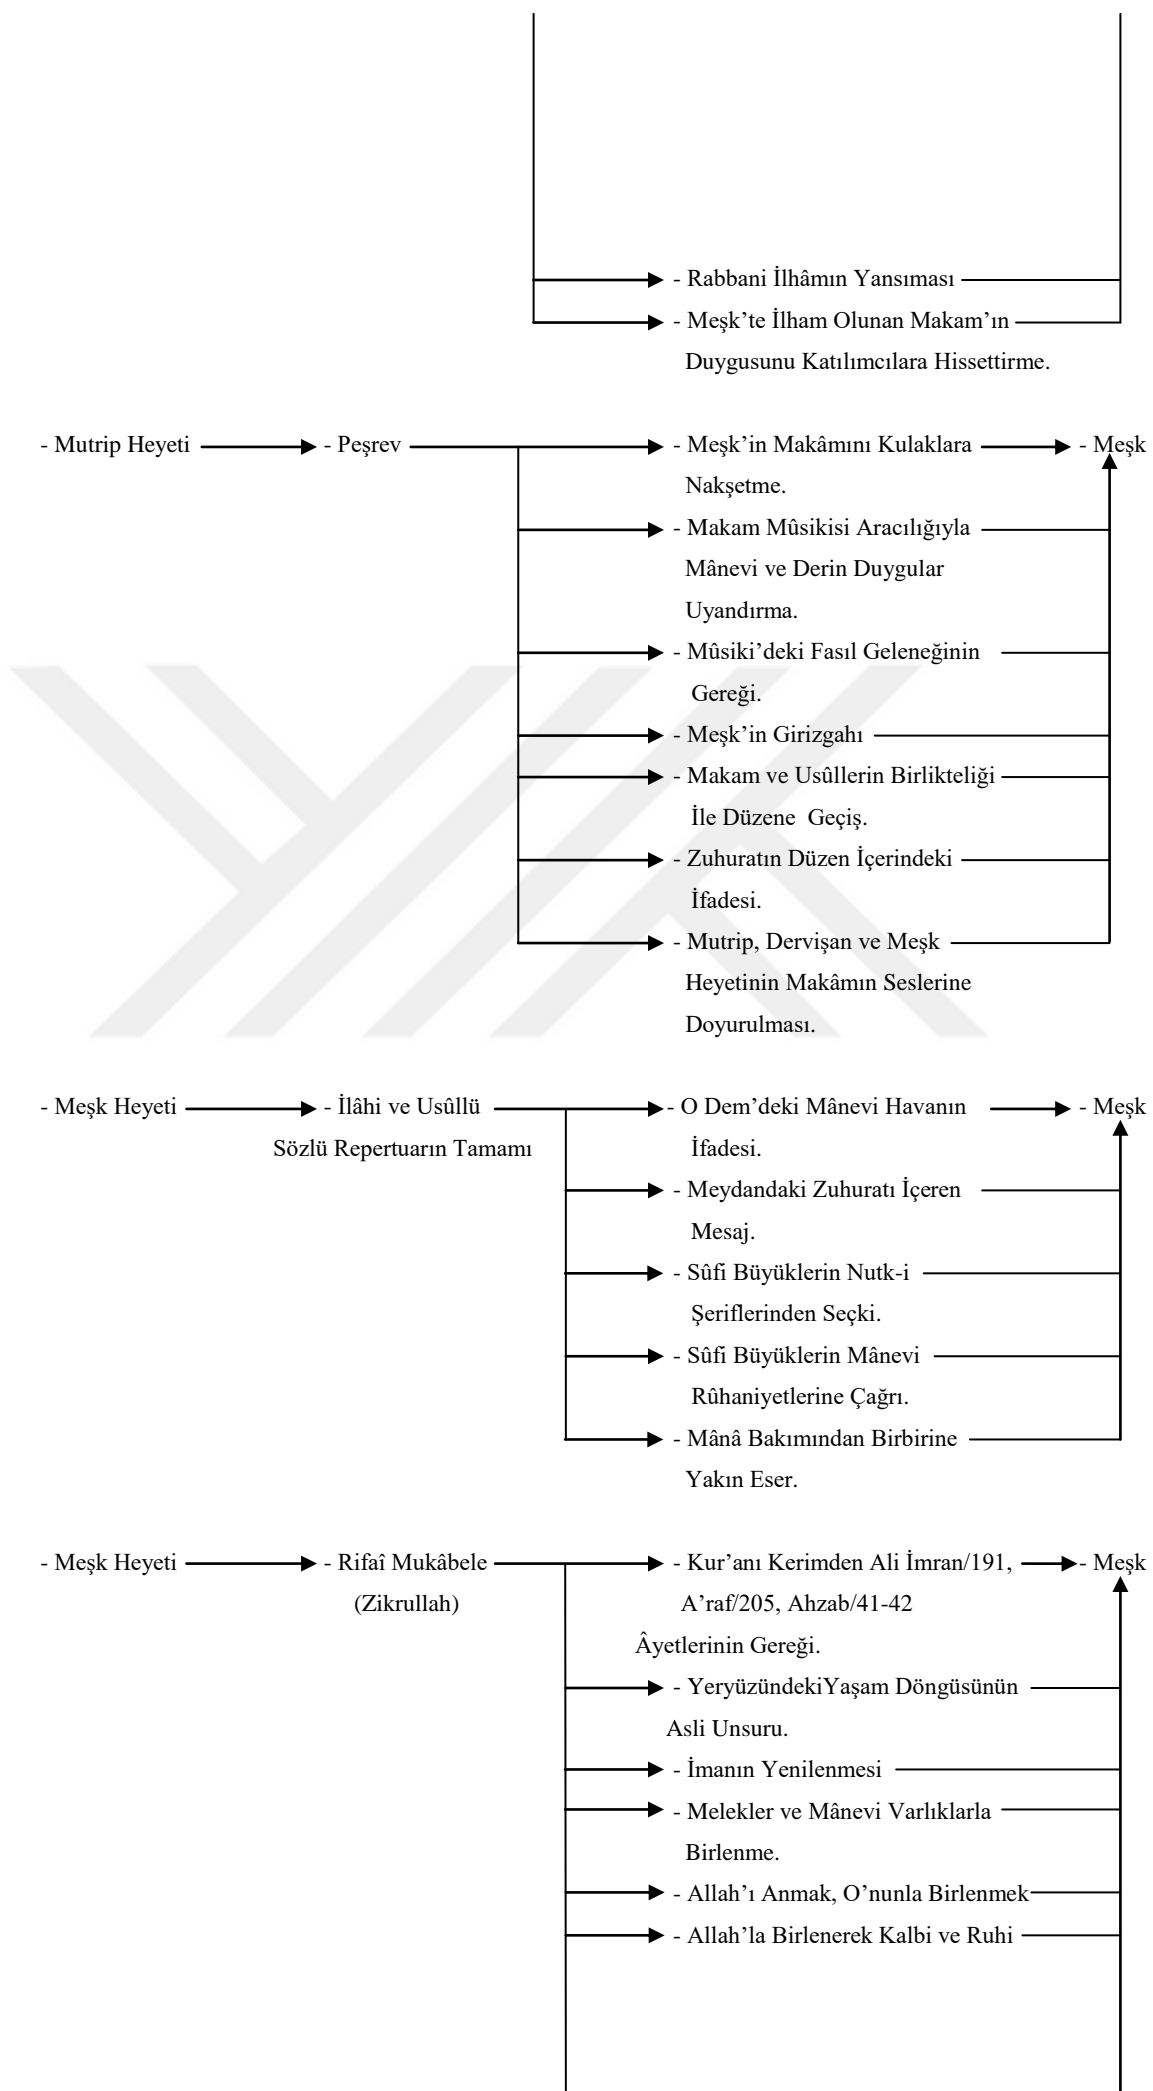 - Rabbani İlhâmın Yansıması
- Meşk’te İlham Olunan Makam’ın
Duygusunu Katılımcılara Hissettirme.
- Mutrip Heyeti - Peşrev - Meşk’in Makâmını Kulaklara - Meşk
Nakşetme.
- Makam Mûsikisi Aracılığıyla
Mânevi ve Derin Duygular
Uyandırma.
- Mûsiki’deki Fasıl Geleneğinin
Gereği.
- Meşk’in Girizgahı
- Makam ve Usûllerin Birlikteliği
İle Düzene Geçiş.
- Zuhuratın Düzen İçerindeki
İfadesi.
- Mutrip, Dervişan ve Meşk
Heyetinin Makâmın Seslerine
Doyurulması.
- Meşk Heyeti - İlâhi ve Usûllü - O Dem’deki Mânevi Havanın - Meşk
Sözlü Repertuarın Tamamı İfadesi.
- Meydandaki Zuhuratı İçeren
Mesaj.
- Sûfi Büyüklerin Nutk-i
Şeriflerinden Seçki.
- Sûfi Büyüklerin Mânevi
Rûhaniyetlerine Çağrı.
- Mânâ Bakımından Birbirine
Yakın Eser.
- Meşk Heyeti - Rifaî Mukâbele - Kur’anı Kerimden Ali İmran/191, - Meşk
(Zikrullah) A’raf/205, Ahzab/41-42
Âyetlerinin Gereği.
- YeryüzündekiYaşam Döngüsünün
Asli Unsuru.
- İmanın Yenilenmesi
- Melekler ve Mânevi Varlıklarla
Birlenme.
- Allah’ı Anmak, O’nunla Birlenmek
- Allah’la Birlenerek Kalbi ve Ruhi